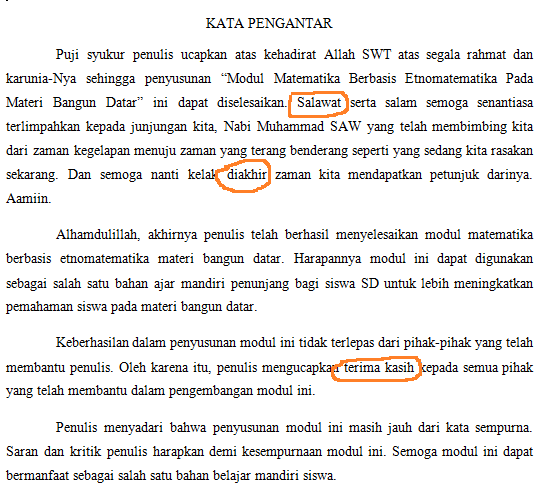 KATA PENGANTAR
Puji syukur penulis ucapkan atas kehadirat Allah SWT atas segala rahmat dan
karunia-Nya sehingga penyusunan “Modul Matematika Berbasis Etnomatematika Pada
Materi Bangun Datar” ini dapat diselesaikan. Salawat serta salam semoga senantiasa
terlimpahkan kepada junjungan kita, Nabi Muhammad SAW yang telah membimbing kita
dari zaman kegelapan menuju zaman yang terang benderang seperti yang sedang kita rasakan
sekarang. Dan semoga nanti kelak diakhir zaman kita mendapatkan petunjuk darinya.
Aamiin.
Alhamdulillah, akhirnya penulis telah berhasil menyelesaikan modul matematika
berbasis etnomatematika materi bangun datar. Harapannya modul ini dapat digunakan
sebagai salah satu bahan ajar mandiri penunjang bagi siswa SD untuk lebih meningkatkan
pemahaman siswa pada materi bangun datar.
Keberhasilan dalam penyusunan modul ini tidak terlepas dari pihak-pihak yang telah
membantu penulis. Oleh karena itu, penulis mengucapkan terima kasih kepada semua pihak
yang telah membantu dalam pengembangan modul ini.
Penulis menyadari bahwa penyusunan modul ini masih jauh dari kata sempurna.
Saran dan kritik penulis harapkan demi kesempurnaan modul ini. Semoga modul ini dapat
bermanfaat sebagai salah satu bahan belajar mandiri siswa.